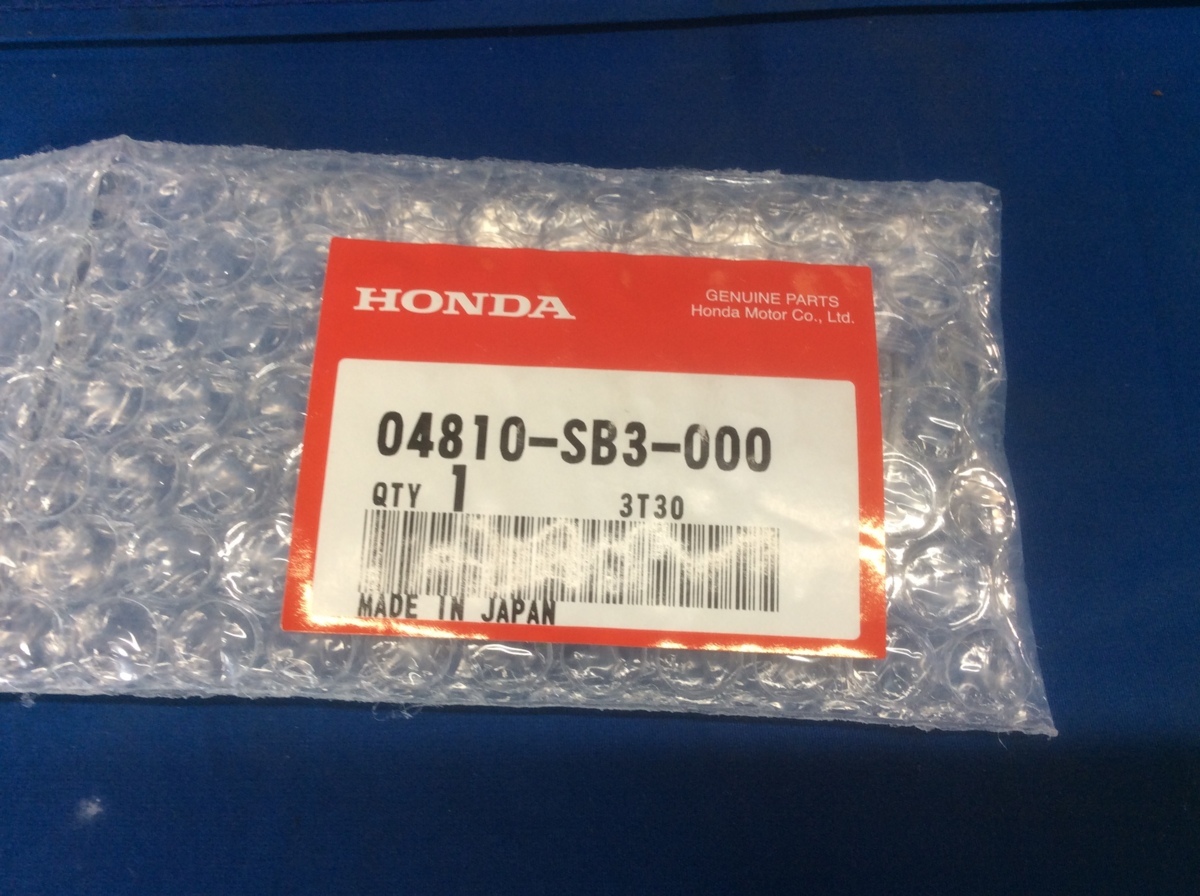 HONDA
GENUINE PARTS
Honda Motor Co., Ltd.
04810-SB3-000
QTY 1 3T30
MADE IN JAPAN